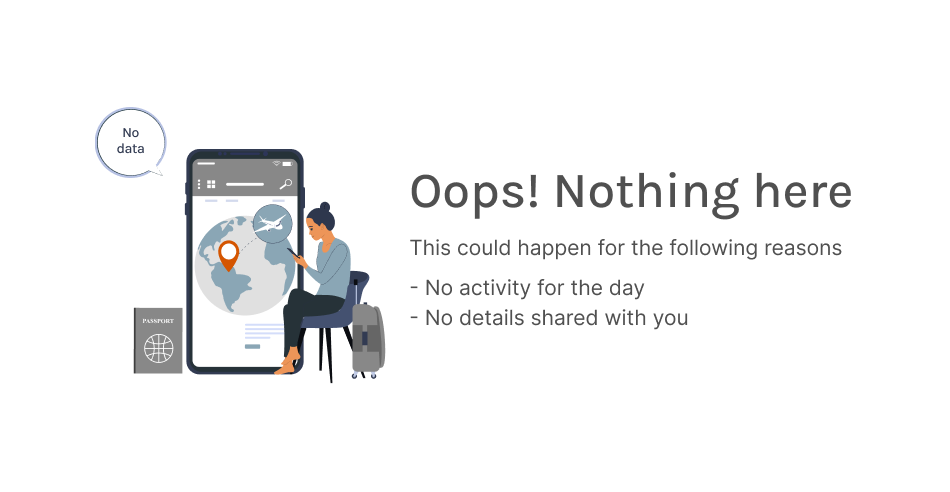 No
data
PASSPORT
Oops! Nothing here
This could happen for the following reasons
- No activity for the day
- No details shared with you